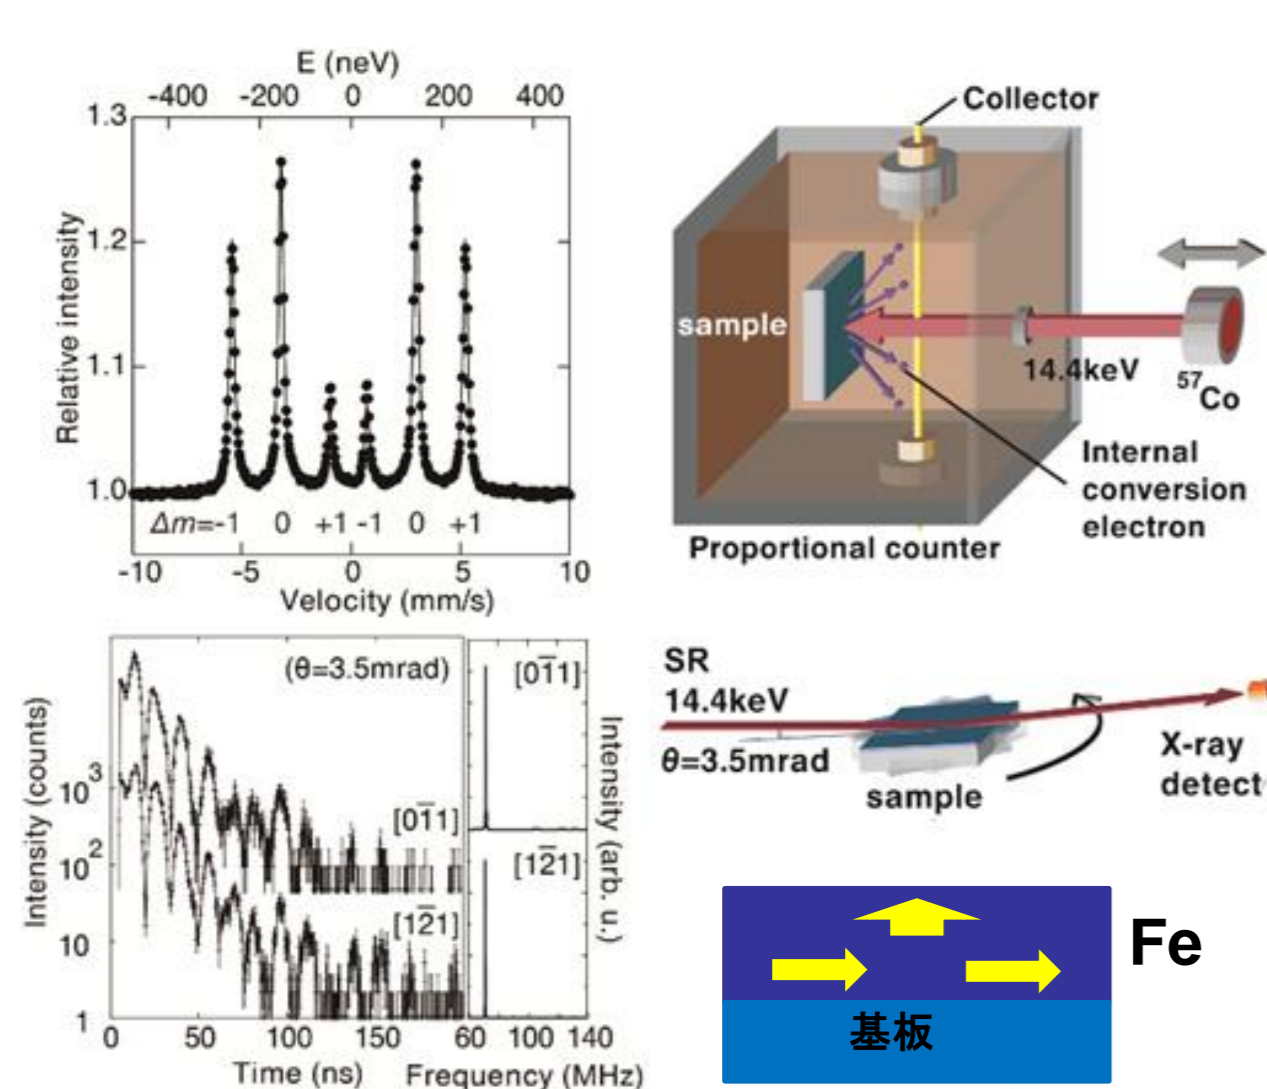 E (neV)
-400 -200 0 200 400
1.3
1.2
1.1
1.0
Relative intensity
Δm=-1 0 +1 -1 0 +1
-10 -5 0 5 10
Velocity (mm/s)
Collector
sample
14.4keV
57Co
Internal
conversion
electron
Proportional counter
(θ=3.5mrad)
[01̅1]
[12̅1]
10³
10²
10
1
Intensity (counts)
0 50 100 150
Time (ns)
[01̅1]
[12̅1]
Intensity (arb. u.)
60 100 140
Frequency (MHz)
SR
14.4keV
θ=3.5mrad
sample
X-ray
detect
Fe
基板